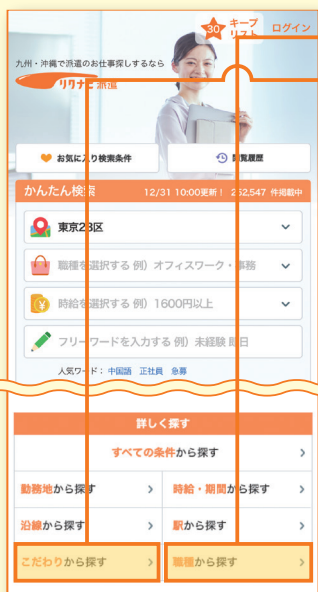 30 キープリスト ログイン
九州・沖縄で派遣のお仕事探しするなら
リクナビ派遣
お気に入り検索条件 閲覧履歴
かんたん検索 12/31 10:00更新! 252,547 件掲載中
東京23区
職種を選択する 例) オフィスワーク・事務
時給を選択する 例) 1600円以上
フリーワードを入力する 例) 未経験 即日
人気ワード: 中国語 正社員 急募
詳しく探す
すべての条件から探す
勤務地から探す 時給・期間から探す
沿線から探す 駅から探す
こだわりから探す 職種から探す